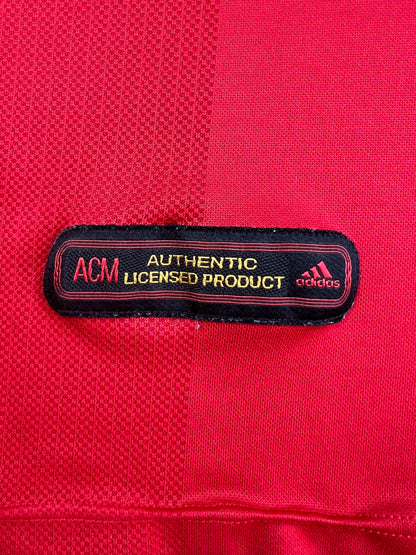 ACM
AUTHENTIC
LICENSED PRODUCT
adidas